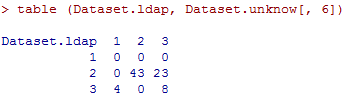 > table (Dataset.ldap, Dataset.unknow[, 6])
Dataset.ldap 1 2 3
1 0 0 0
2 0 43 23
3 4 0 8